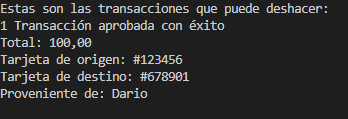 Estas son las transacciones que puede deshacer:
1 Transacción aprobada con éxito
Total: 100,00
Tarjeta de origen: #123456
Tarjeta de destino: #678901
Proveniente de: Dario